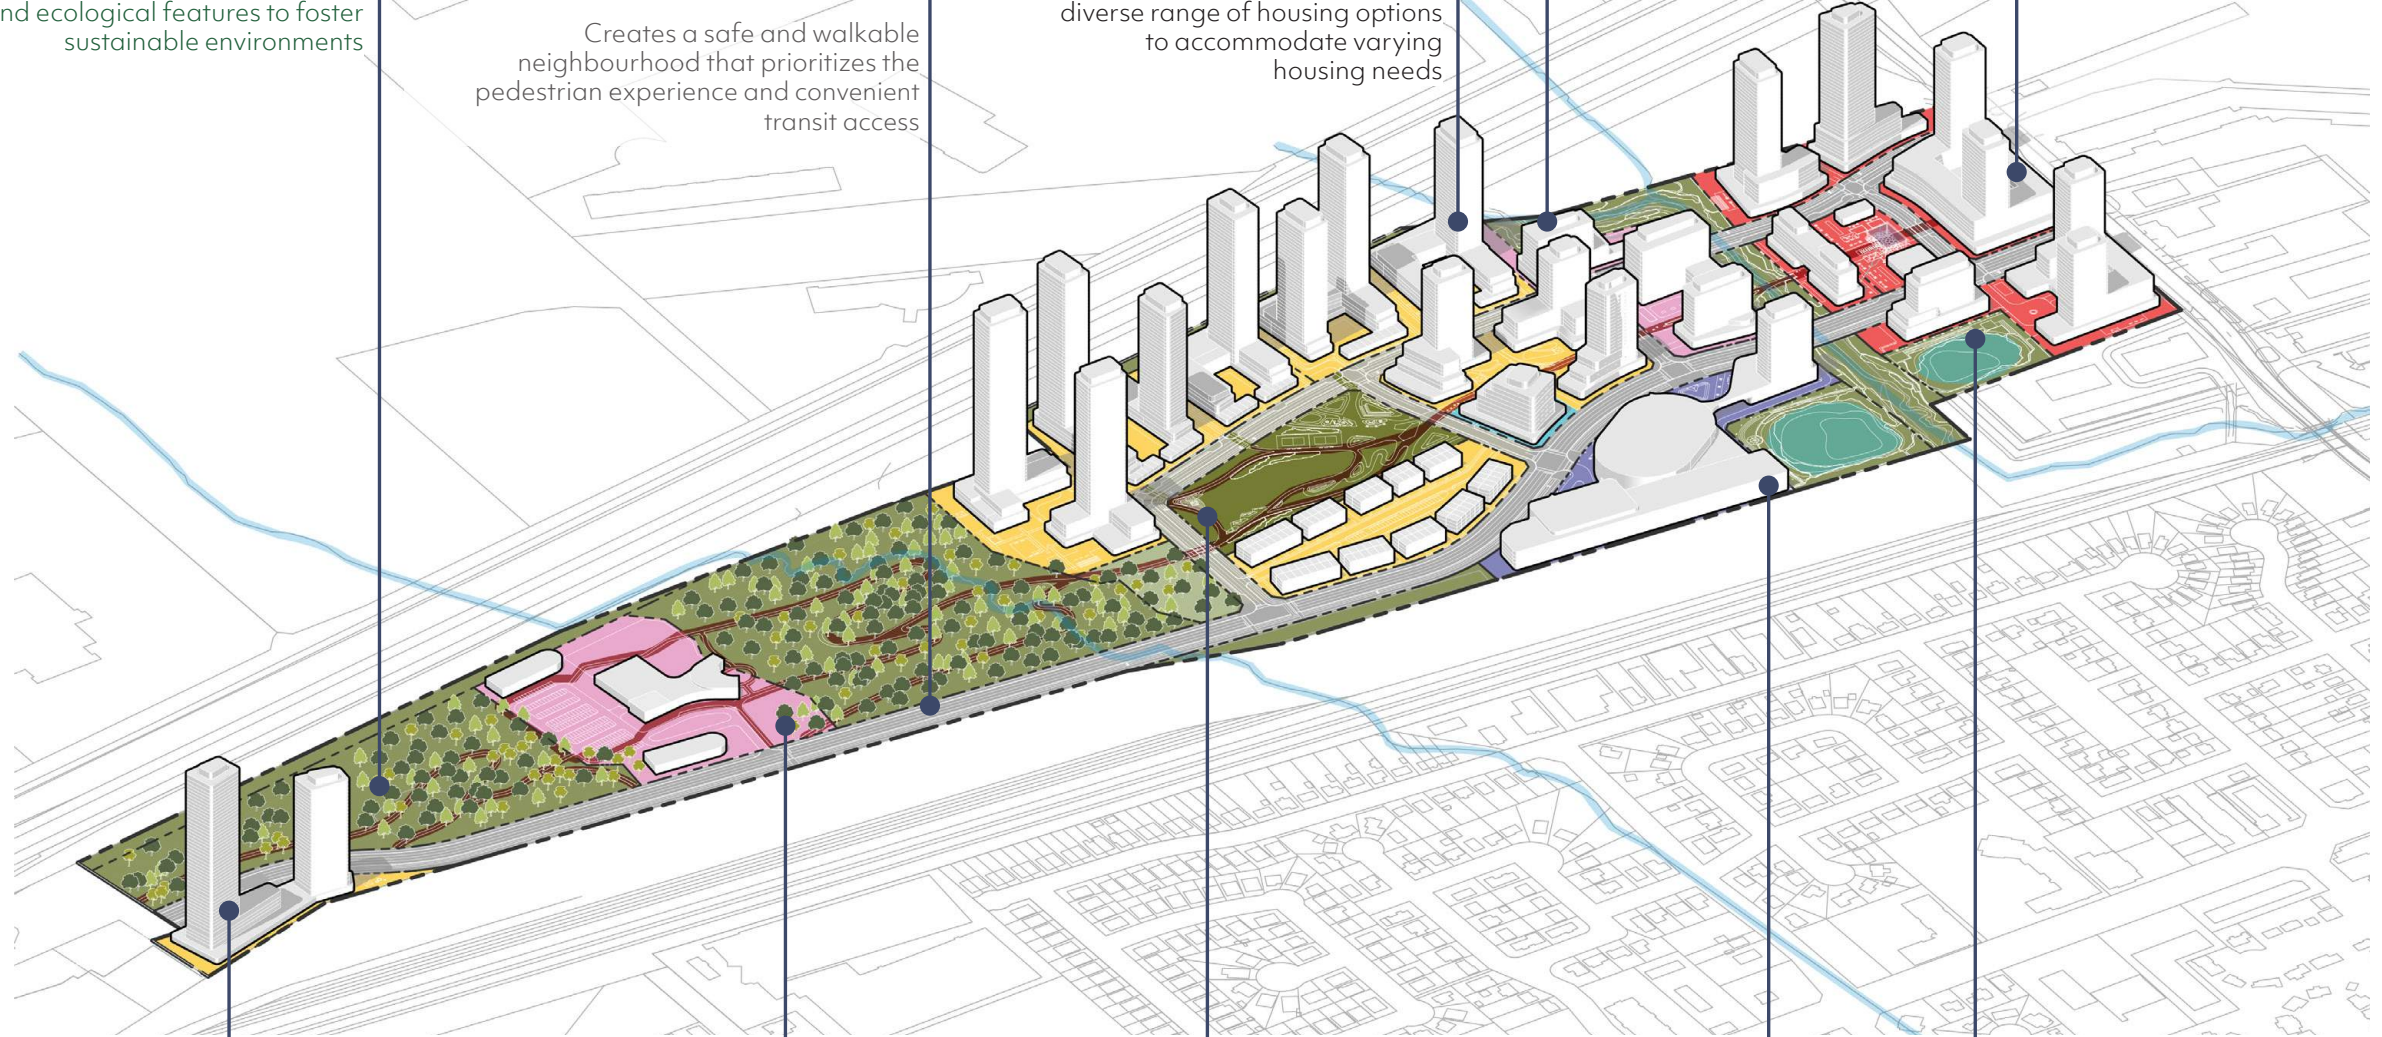 and ecological features to foster
sustainable environments
Creates a safe and walkable
neighbourhood that prioritizes the
pedestrian experience and convenient
transit access
diverse range of housing options
to accommodate varying
housing needs